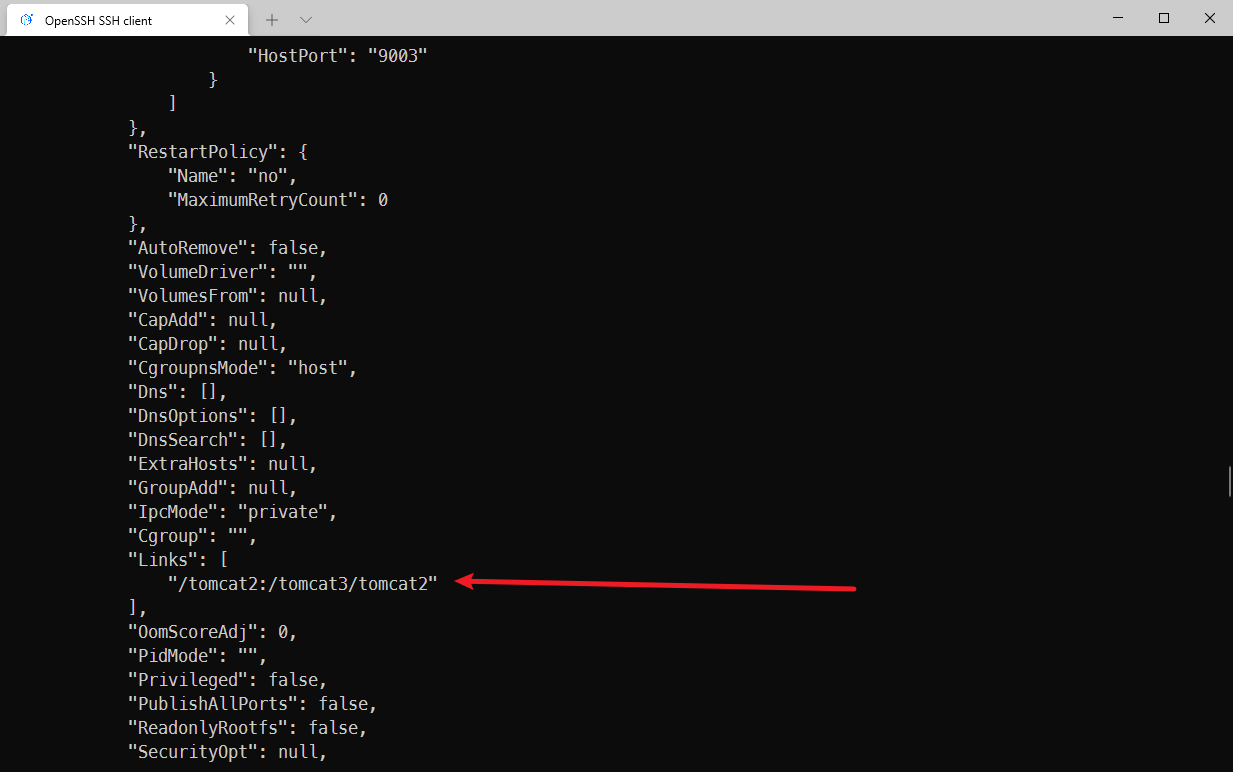 OpenSSH SSH client
"HostPort": "9003"
}
]
},
"RestartPolicy": {
"Name": "no",
"MaximumRetryCount": 0
},
"AutoRemove": false,
"VolumeDriver": "",
"VolumesFrom": null,
"CapAdd": null,
"CapDrop": null,
"CgroupnsMode": "host",
"Dns": [],
"DnsOptions": [],
"DnsSearch": [],
"ExtraHosts": null,
"GroupAdd": null,
"IpcMode": "private",
"Cgroup": "",
"Links": [
"/tomcat2:/tomcat3/tomcat2"
],
"OomScoreAdj": 0,
"PidMode": "",
"Privileged": false,
"PublishAllPorts": false,
"ReadonlyRootfs": false,
"SecurityOpt": null,